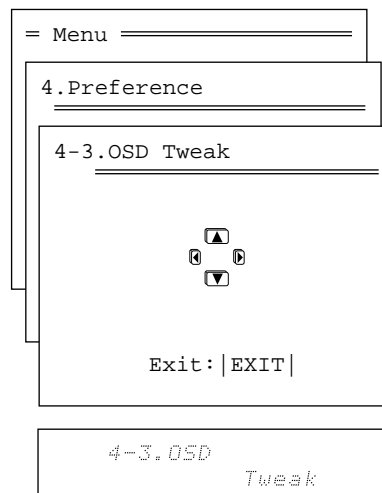 = Menu
4.Preference
4-3.OSD Tweak
Exit:|EXIT|
4-3.OSD
Tweak